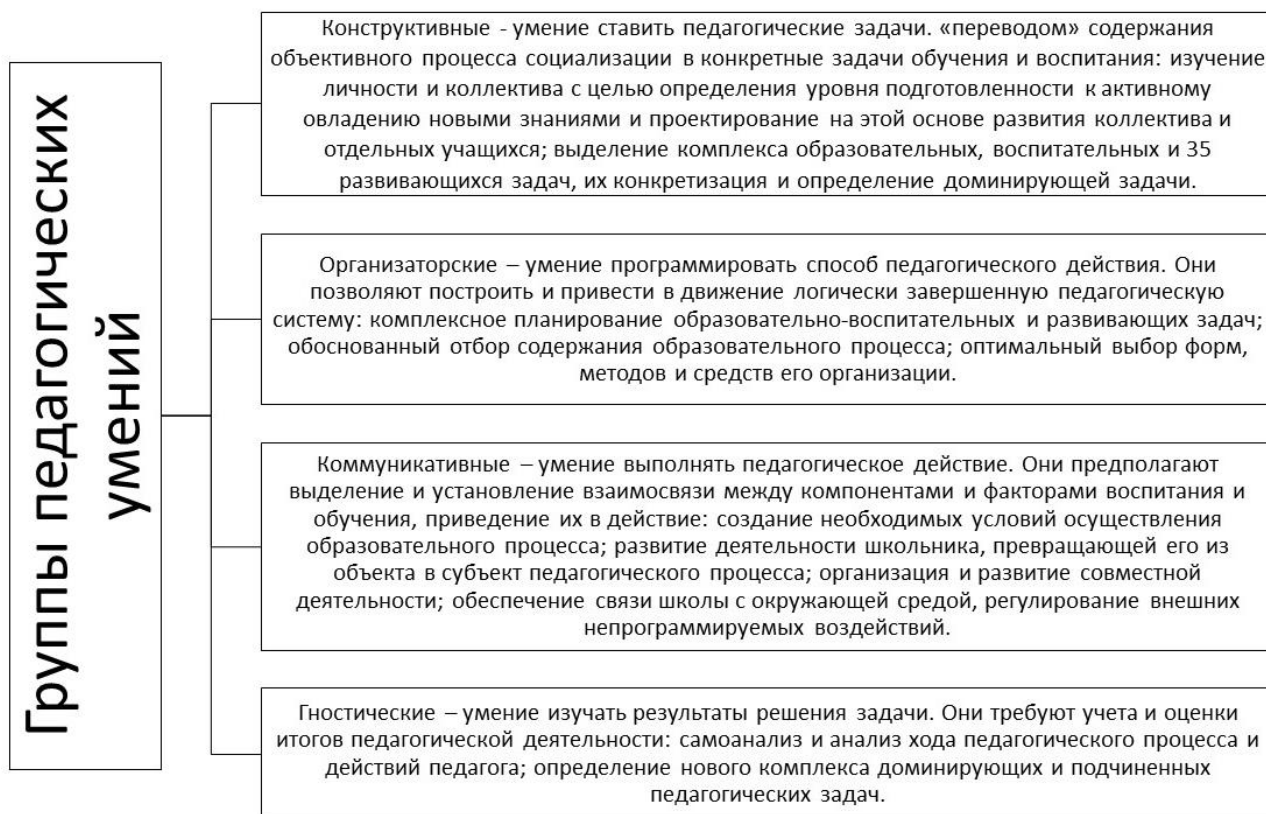 Группы педагогических
умений
Конструктивные - умение ставить педагогические задачи. «переводом» содержания
объективного процесса социализации в конкретные задачи обучения и воспитания: изучение
личности и коллектива с целью определения уровня подготовленности к активному
овладению новыми знаниями и проектирование на этой основе развития коллектива и
отдельных учащихся; выделение комплекса образовательных, воспитательных и 35
развивающихся задач, их конкретизация и определение доминирующей задачи.
Организаторские – умение программировать способ педагогического действия. Они
позволяют построить и привести в движение логически завершенную педагогическую
систему: комплексное планирование образовательно-воспитательных и развивающих задач;
обоснованный отбор содержания образовательного процесса; оптимальный выбор форм,
методов и средств его организации.
Коммуникативные – умение выполнять педагогическое действие. Они предполагают
выделение и установление взаимосвязи между компонентами и факторами воспитания и
обучения, приведение их в действие: создание необходимых условий осуществления
образовательного процесса; развитие деятельности школьника, превращающей его из
объекта в субъект педагогического процесса; организация и развитие совместной
деятельности; обеспечение связи школы с окружающей средой, регулирование внешних
непрограммируемых воздействий.
Гностические – умение изучать результаты решения задачи. Они требуют учета и оценки
итогов педагогической деятельности: самоанализ и анализ хода педагогического процесса и
действий педагога; определение нового комплекса доминирующих и подчиненных
педагогических задач.